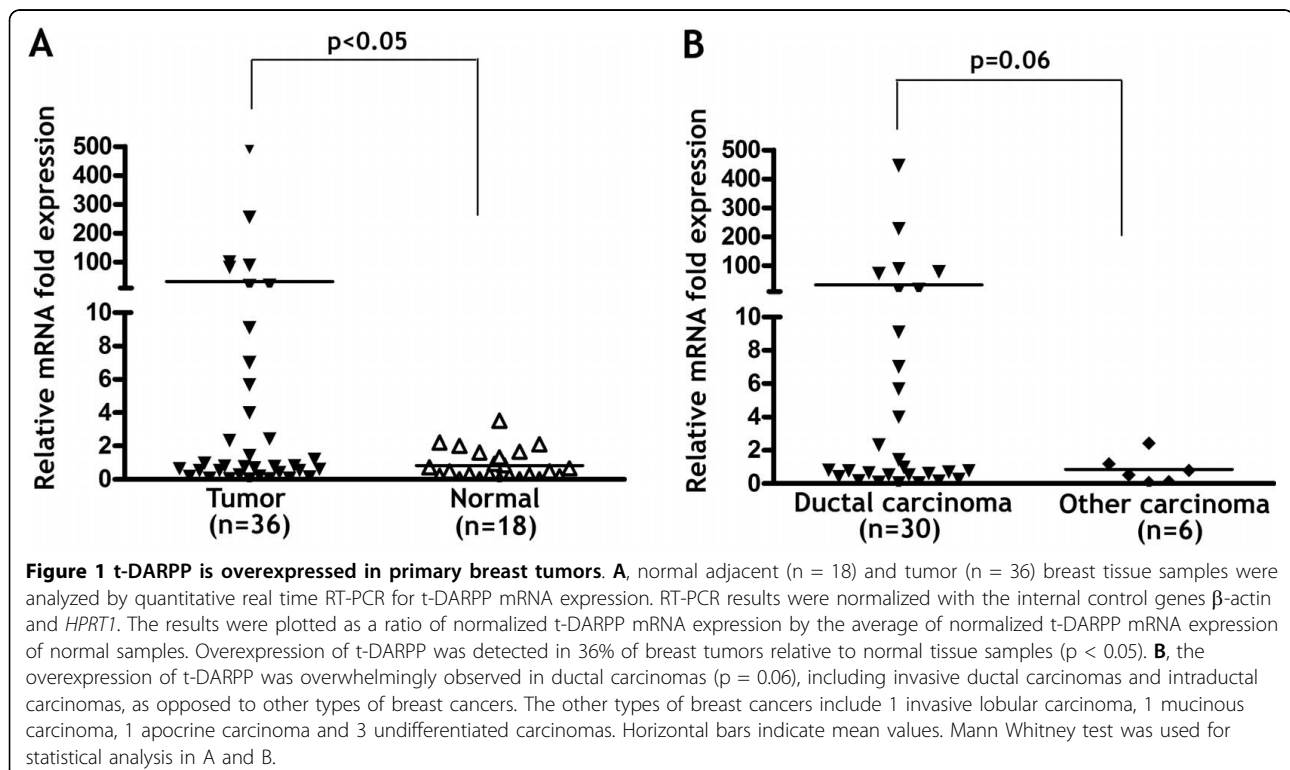 A
p<0.05
Relative mRNA fold expression
500
400
300
200
100
10
8
6
4
2
0
Tumor
(n=36)
Normal
(n=18)
B
p=0.06
Relative mRNA fold expression
500
400
300
200
100
10
8
6
4
2
0
Ductal carcinoma
(n=30)
Other carcinoma
(n=6)
Figure 1 t-DARPP is overexpressed in primary breast tumors. A, normal adjacent (n = 18) and tumor (n = 36) breast tissue samples were
analyzed by quantitative real time RT-PCR for t-DARPP mRNA expression. RT-PCR results were normalized with the internal control genes β-actin
and HPRT1. The results were plotted as a ratio of normalized t-DARPP mRNA expression by the average of normalized t-DARPP mRNA expression
of normal samples. Overexpression of t-DARPP was detected in 36% of breast tumors relative to normal tissue samples (p < 0.05). B, the
overexpression of t-DARPP was overwhelmingly observed in ductal carcinomas (p = 0.06), including invasive ductal carcinomas and intraductal
carcinomas, as opposed to other types of breast cancers. The other types of breast cancers include 1 invasive lobular carcinoma, 1 mucinous
carcinoma, 1 apocrine carcinoma and 3 undifferentiated carcinomas. Horizontal bars indicate mean values. Mann Whitney test was used for
statistical analysis in A and B.